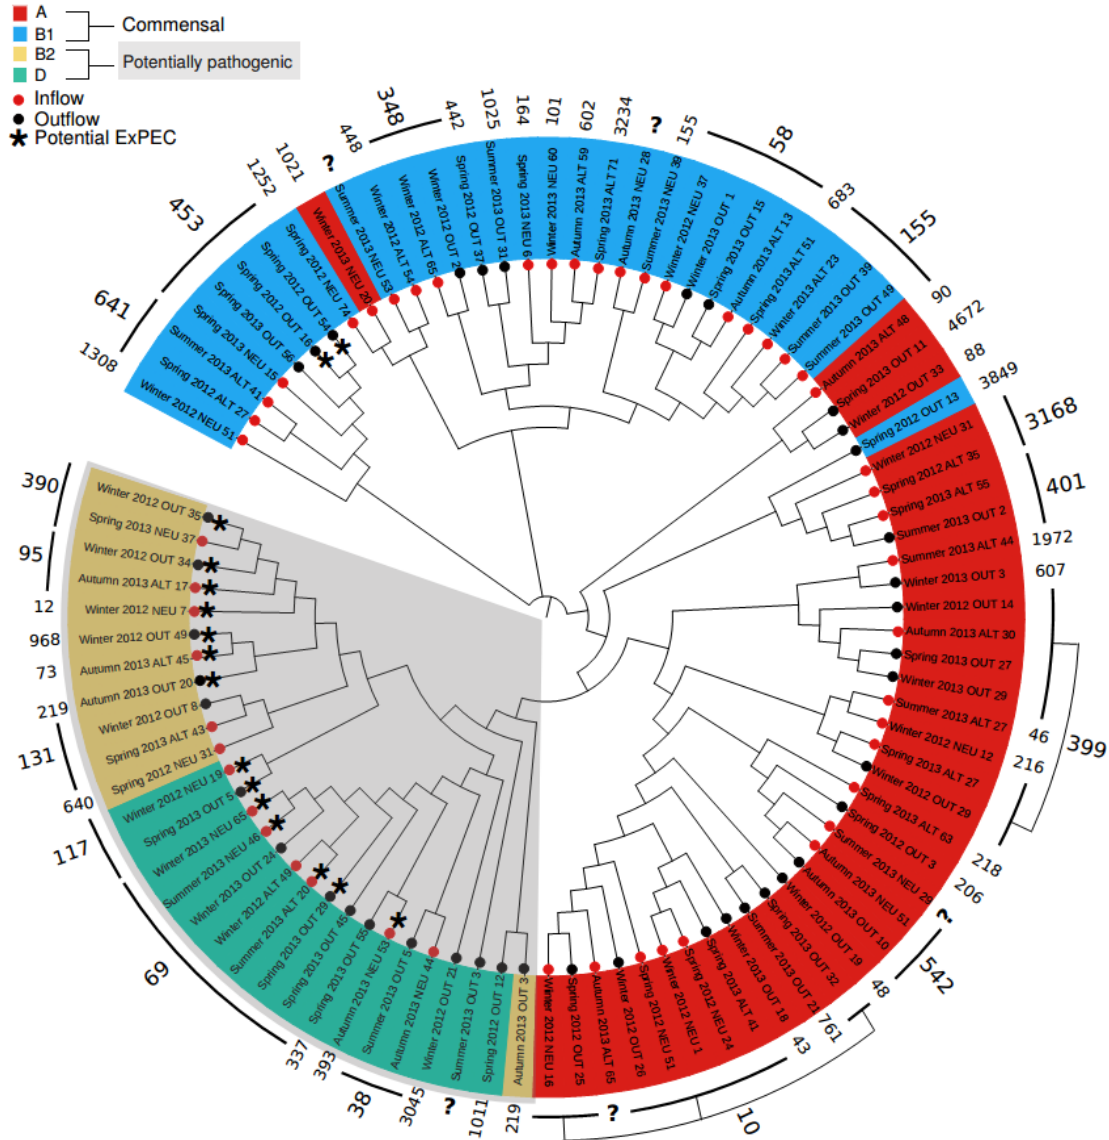 A
B1
Commensal
B2
D
Potentially pathogenic
Inflow
Outflow
Potential ExPEC
1308
641
453
1252
1021
?
448
348
442
1025
164
101
602
3234
?
155
58
683
155
90
4672
88
3849
3168
401
1972
607
46
399
216
218
206
?
542
48
761
43
10
?
219
1011
?
3045
38
393
337
69
117
640
131
219
73
968
12
95
390
Winter 2012 NEU 51
Spring 2012 ALT 27
Summer 2013 ALT 41
Spring 2013 NEU 15
Spring 2013 OUT 56
Spring 2012 OUT 16
Spring 2012 OUT 54
Spring 2012 NEU 74
Winter 2013 NEU 20
Summer 2013 NEU 53
Winter 2012 ALT 54
Winter 2012 ALT 65
Winter 2012 OUT 2
Spring 2012 OUT 37
Summer 2013 OUT 31
Spring 2013 NEU 6
Winter 2013 NEU 60
Autumn 2013 ALT 59
Spring 2013 ALT 71
Autumn 2013 NEU 28
Summer 2013 NEU 39
Winter 2012 NEU 37
Winter 2013 OUT 1
Spring 2013 OUT 15
Autumn 2013 ALT 13
Spring 2013 ALT 51
Winter 2013 ALT 23
Summer 2013 OUT 39
Summer 2013 OUT 49
Autumn 2013 ALT 48
Spring 2013 OUT 11
Winter 2012 OUT 33
Spring 2012 OUT 13
Winter 2012 NEU 31
Spring 2012 ALT 35
Spring 2013 ALT 55
Summer 2013 OUT 2
Summer 2013 ALT 44
Winter 2013 OUT 3
Winter 2012 OUT 14
Autumn 2013 ALT 30
Spring 2013 OUT 27
Winter 2013 OUT 29
Summer 2013 ALT 27
Winter 2012 NEU 12
Spring 2013 ALT 27
Winter 2012 OUT 29
Spring 2013 ALT 63
Spring 2012 OUT 3
Summer 2013 NEU 29
Autumn 2013 NEU 51
Autumn 2013 OUT 10
Winter 2012 OUT 19
Spring 2013 OUT 32
Summer 2013 OUT 21
Winter 2013 OUT 18
Spring 2013 ALT 41
Spring 2012 NEU 24
Winter 2012 NEU 1
Spring 2012 NEU 51
Winter 2012 OUT 26
Autumn 2013 ALT 65
Spring 2012 OUT 25
Winter 2012 NEU 16
Autumn 2013 OUT 3
Spring 2012 OUT 12
Summer 2013 OUT 3
Winter 2012 OUT 21
Autumn 2013 NEU 4
Summer 2013 OUT 5
Autumn 2013 NEU 53
Spring 2013 OUT 55
Spring 2013 OUT 45
Spring 2013 OUT 29
Summer 2013 ALT 20
Winter 2012 ALT 49
Winter 2013 OUT 24
Summer 2013 NEU 46
Winter 2013 NEU 65
Spring 2013 OUT 5
Winter 2012 NEU 19
Spring 2012 NEU 31
Spring 2013 ALT 43
Winter 2012 OUT 8
Autumn 2013 OUT 20
Autumn 2013 ALT 45
Winter 2012 OUT 49
Winter 2012 NEU 7
Autumn 2013 ALT 17
Winter 2012 OUT 34
Spring 2013 NEU 37
Winter 2012 OUT 35